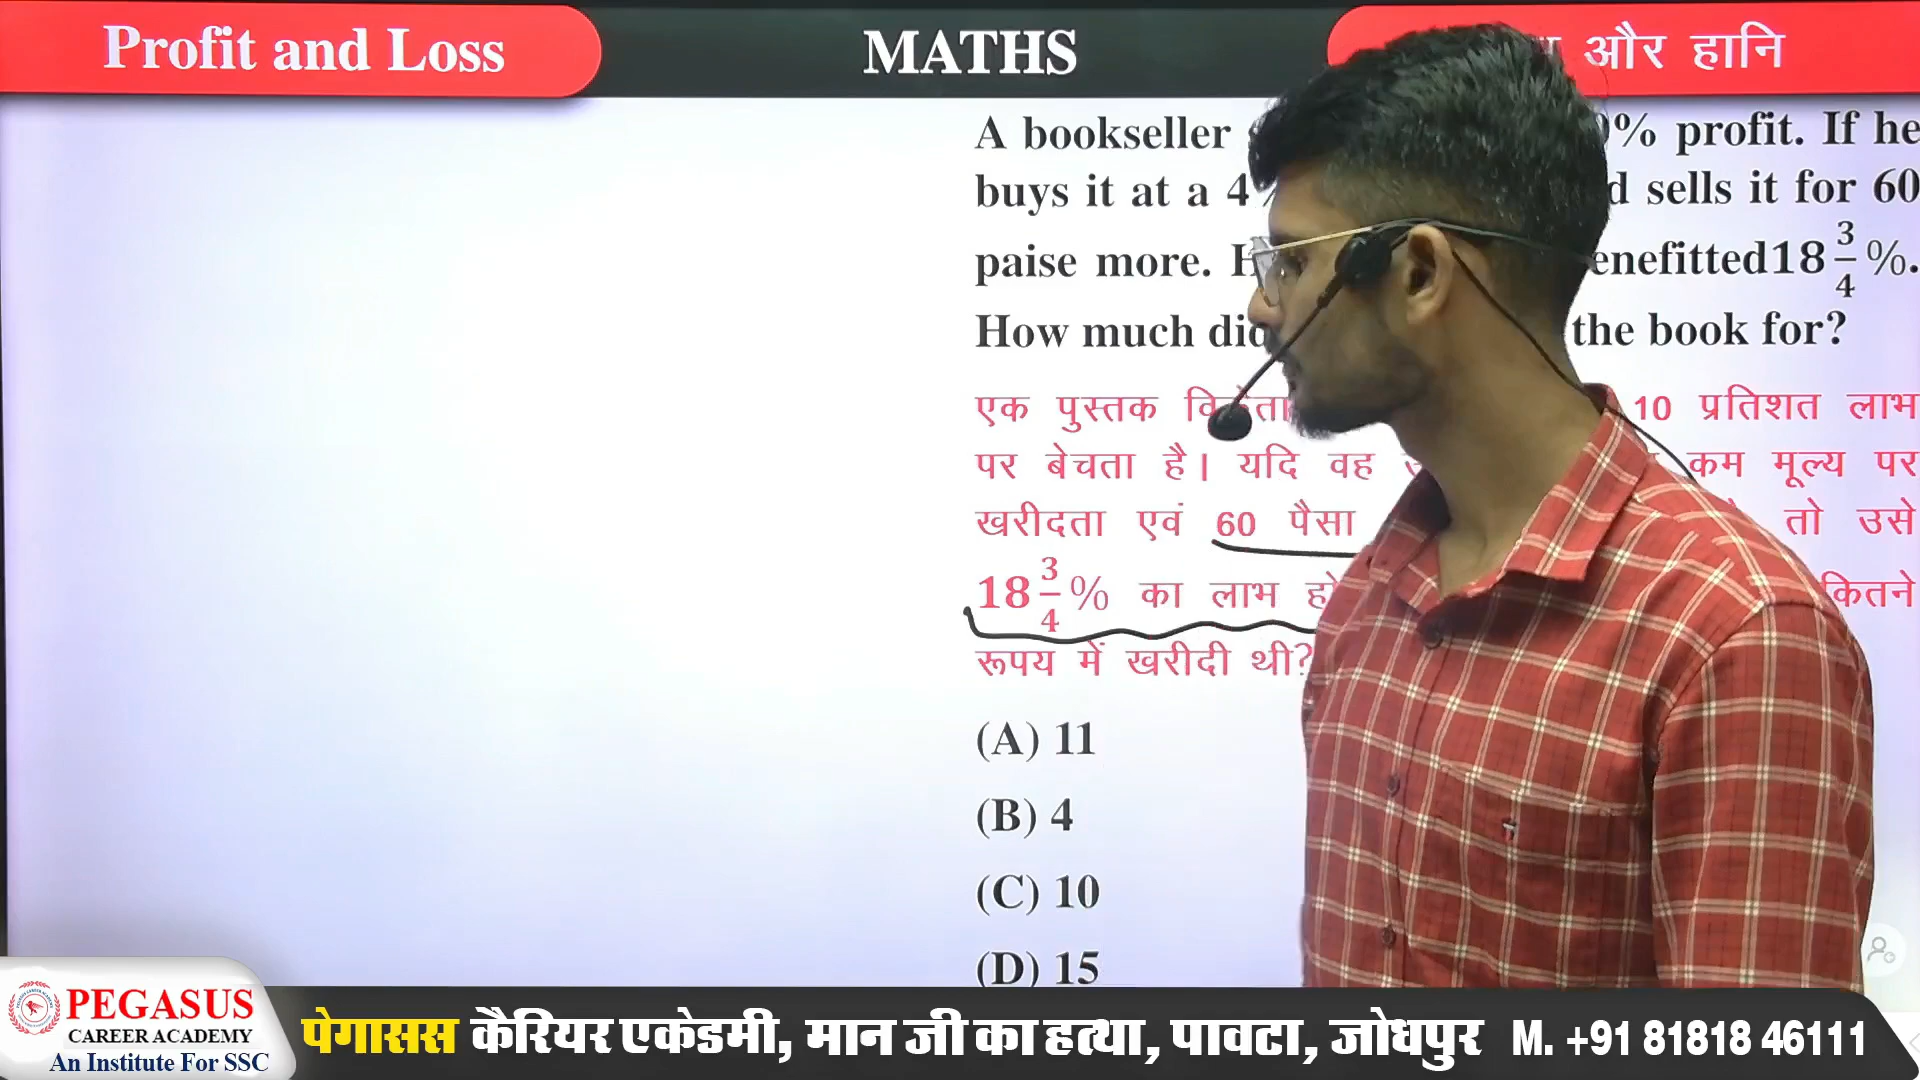 Profit and Loss
MATHS
और हानि
A bookseller % profit. If he
buys it at a 4 sells it for 60
paise more. 18 3/4 %.
How much did the book for?
एक पुस्तक 10 प्रतिशत लाभ
पर बेचता है। यदि वह कम मूल्य पर
खरीदता एवं 60 पैसा तो उसे
18 3/4 % का लाभ कितने
रूपय में खरीदी थी?
(A) 11
(B) 4
(C) 10
(D) 15
PEGASUS
CAREER ACADEMY
An Institute For SSC
पेगासस कैरियर एकेडमी, मान जी का हत्था, पावटा, जोधपुर M. +91 81818 46111